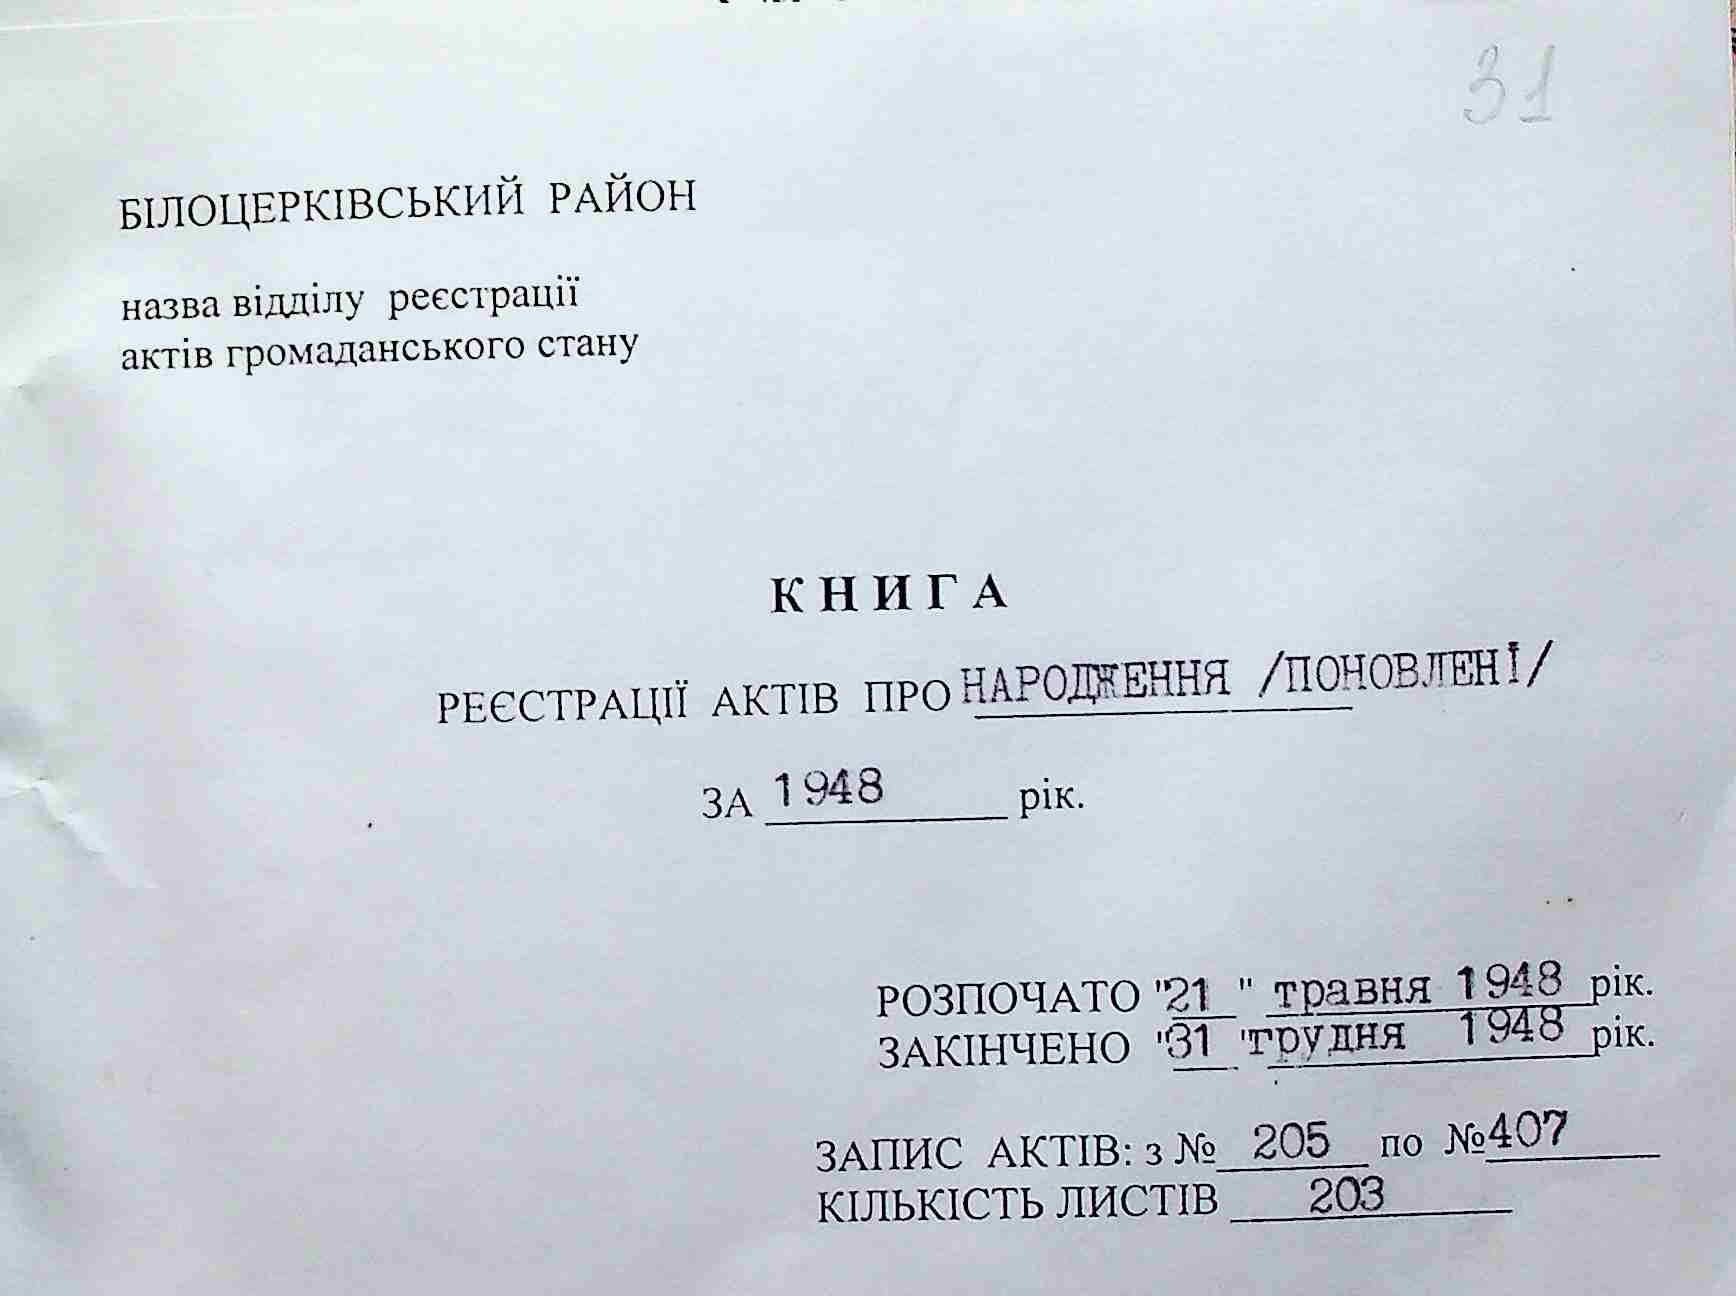 31
БІЛОЦЕРКІВСЬКИЙ РАЙОН
назва відділу реєстрації
актів громаданського стану
КНИГА
РЕЄСТРАЦІЇ АКТІВ ПРО НАРОДЖЕННЯ /ПОНОВЛЕНІ/
ЗА 1948 рік.
РОЗПОЧАТО "21 " травня 1948 рік.
ЗАКІНЧЕНО "31 "грудня 1948 рік.
ЗАПИС АКТІВ: з № 205 по №407
КІЛЬКІСТЬ ЛИСТІВ 203